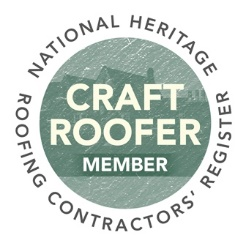 NATIONAL HERITAGE
CRAFT
ROOFER
MEMBER
ROOFING CONTRACTORS' REGISTER